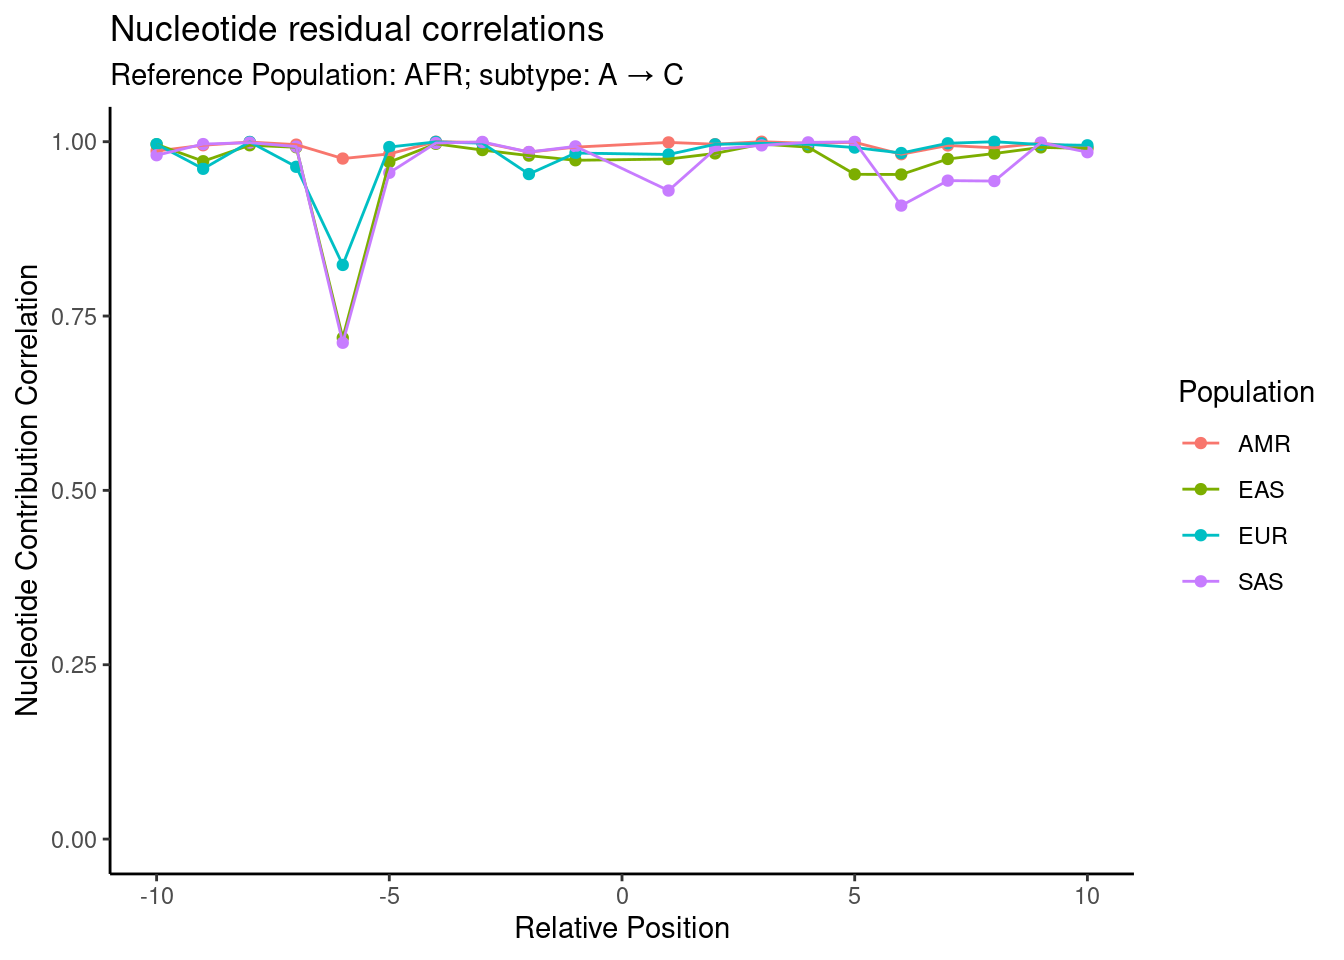 Nucleotide residual correlations
Reference Population: AFR; subtype: A → C
Nucleotide Contribution Correlation
1.00
0.75
0.50
0.25
0.00
-10
-5
0
5
10
Relative Position
Population
AMR
EAS
EUR
SAS